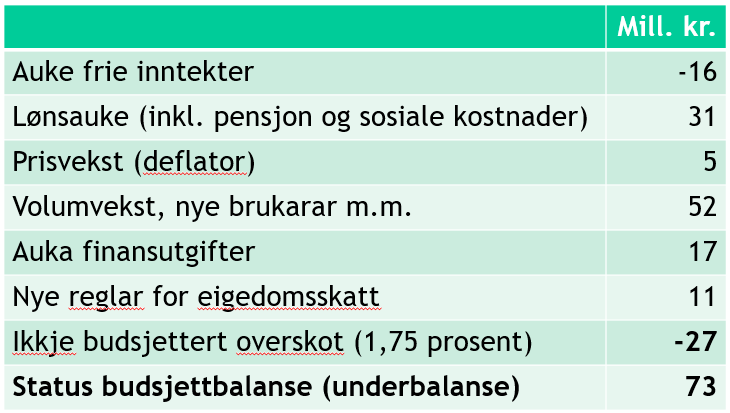 Mill. kr.
Auke frie inntekter -16
Lønsauke (inkl. pensjon og sosiale kostnader) 31
Prisvekst (deflator) 5
Volumvekst, nye brukarar m.m. 52
Auka finansutgifter 17
Nye reglar for eigedomsskatt 11
Ikkje budsjettert overskot (1,75 prosent) -27
Status budsjettbalanse (underbalanse) 73